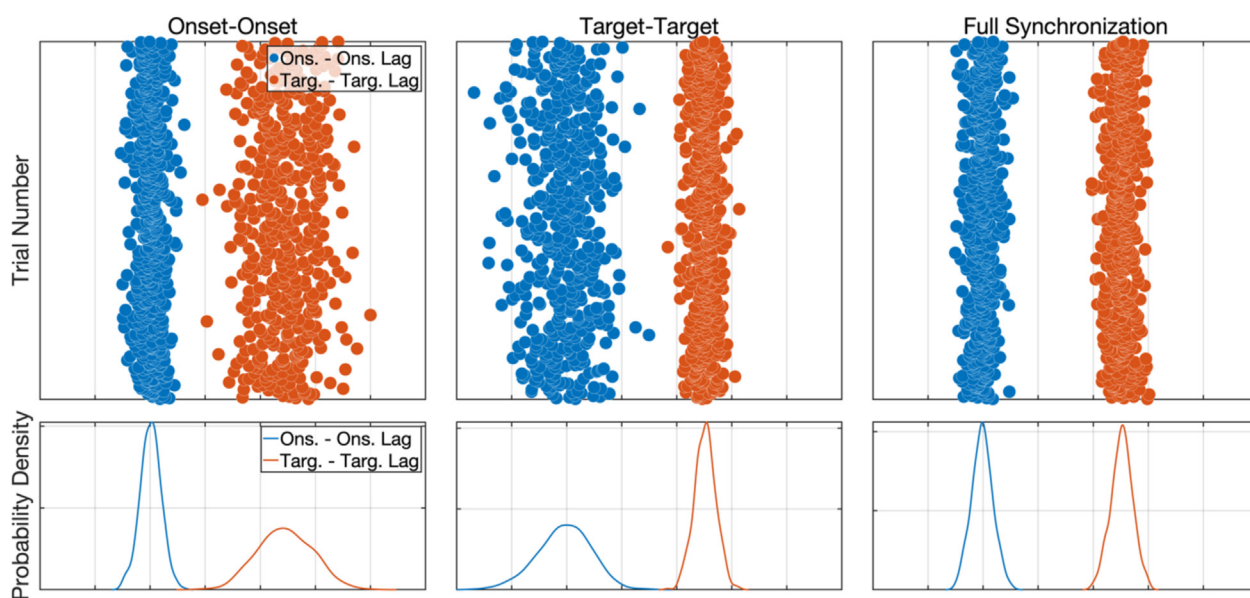 Onset-Onset
Target-Target
Full Synchronization
Ons. - Ons. Lag
Targ. - Targ. Lag
Trial Number
Ons. - Ons. Lag
Targ. - Targ. Lag
Probability Density